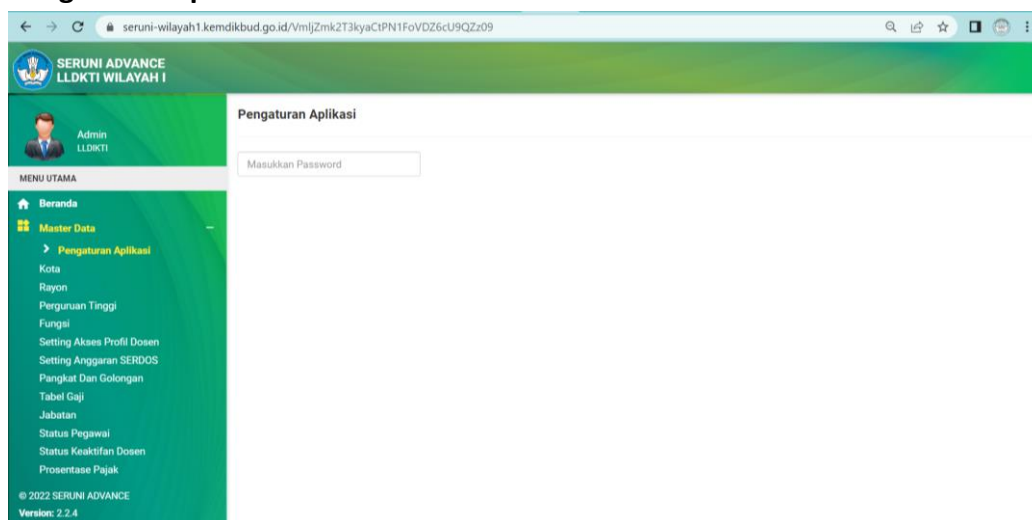 seruni-wilayah1.kemdikbud.go.id/VmljZmk2T3kyaCtPN1FoVDZ6cU9QZz09
SERUNI ADVANCE
LLDKTI WILAYAH I
Admin
LLDIKTI
MENU UTAMA
Beranda
Master Data
Pengaturan Aplikasi
Kota
Rayon
Perguruan Tinggi
Fungsi
Setting Akses Profil Dosen
Setting Anggaran SERDOS
Pangkat Dan Golongan
Tabel Gaji
Jabatan
Status Pegawai
Status Keaktifan Dosen
Prosentase Pajak
© 2022 SERUNI ADVANCE
Version: 2.2.4
Pengaturan Aplikasi
Masukkan Password